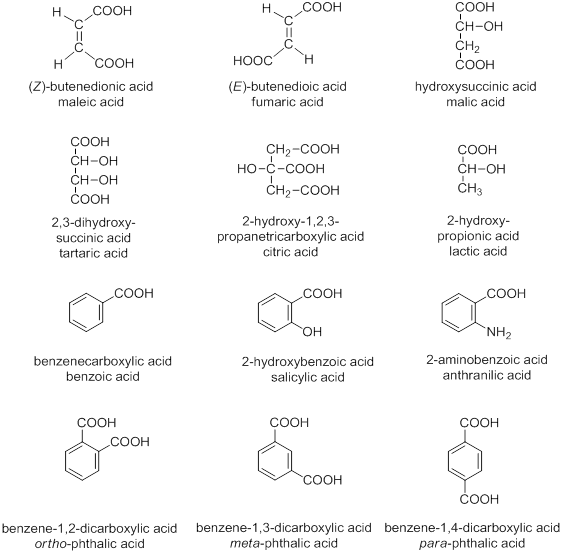 H COOH
C
C
H COOH
(Z)-butenedionic acid
maleic acid
H COOH
C
C
HOOC H
(E)-butenedioic acid
fumaric acid
COOH
CH–OH
CH2
COOH
hydroxysuccinic acid
malic acid
COOH
CH–OH
CH–OH
COOH
2,3-dihydroxy-
succinic acid
tartaric acid
CH2–COOH
HO–C–COOH
CH2–COOH
2-hydroxy-1,2,3-
propanetricarboxylic acid
citric acid
COOH
CH–OH
CH3
2-hydroxy-
propionic acid
lactic acid
COOH
benzenecarboxylic acid
benzoic acid
COOH
OH
2-hydroxybenzoic acid
salicylic acid
COOH
NH2
2-aminobenzoic acid
anthranilic acid
COOH
COOH
benzene-1,2-dicarboxylic acid
ortho-phthalic acid
COOH
COOH
benzene-1,3-dicarboxylic acid
meta-phthalic acid
COOH
COOH
benzene-1,4-dicarboxylic acid
para-phthalic acid